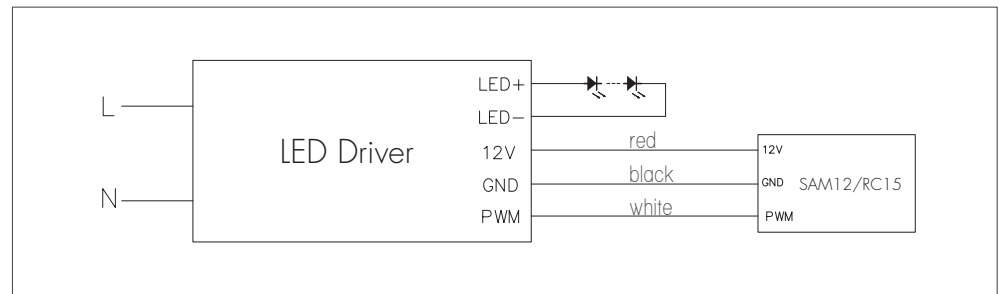 LED+
L
LED−
LED Driver
12V
red
12V
GND
black
GND
SAM12/RC15
N
PWM
white
PWM